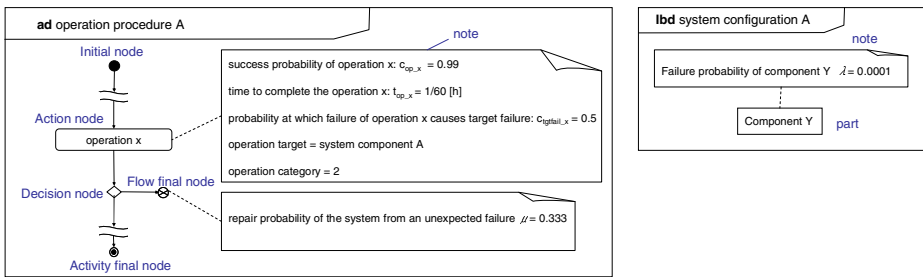 ad operation procedure A
note
Initial node
success probability of operation x: c_op_x = 0.99
time to complete the operation x: t_op_x = 1/60 [h]
Action node
probability at which failure of operation x causes target failure: c_tgtfail_x = 0.5
operation x
operation target = system component A
operation category = 2
Flow final node
Decision node
repair probability of the system from an unexpected failure μ = 0.333
Activity final node
lbd system configuration A
note
Failure probability of component Y λ = 0.0001
Component Y
part